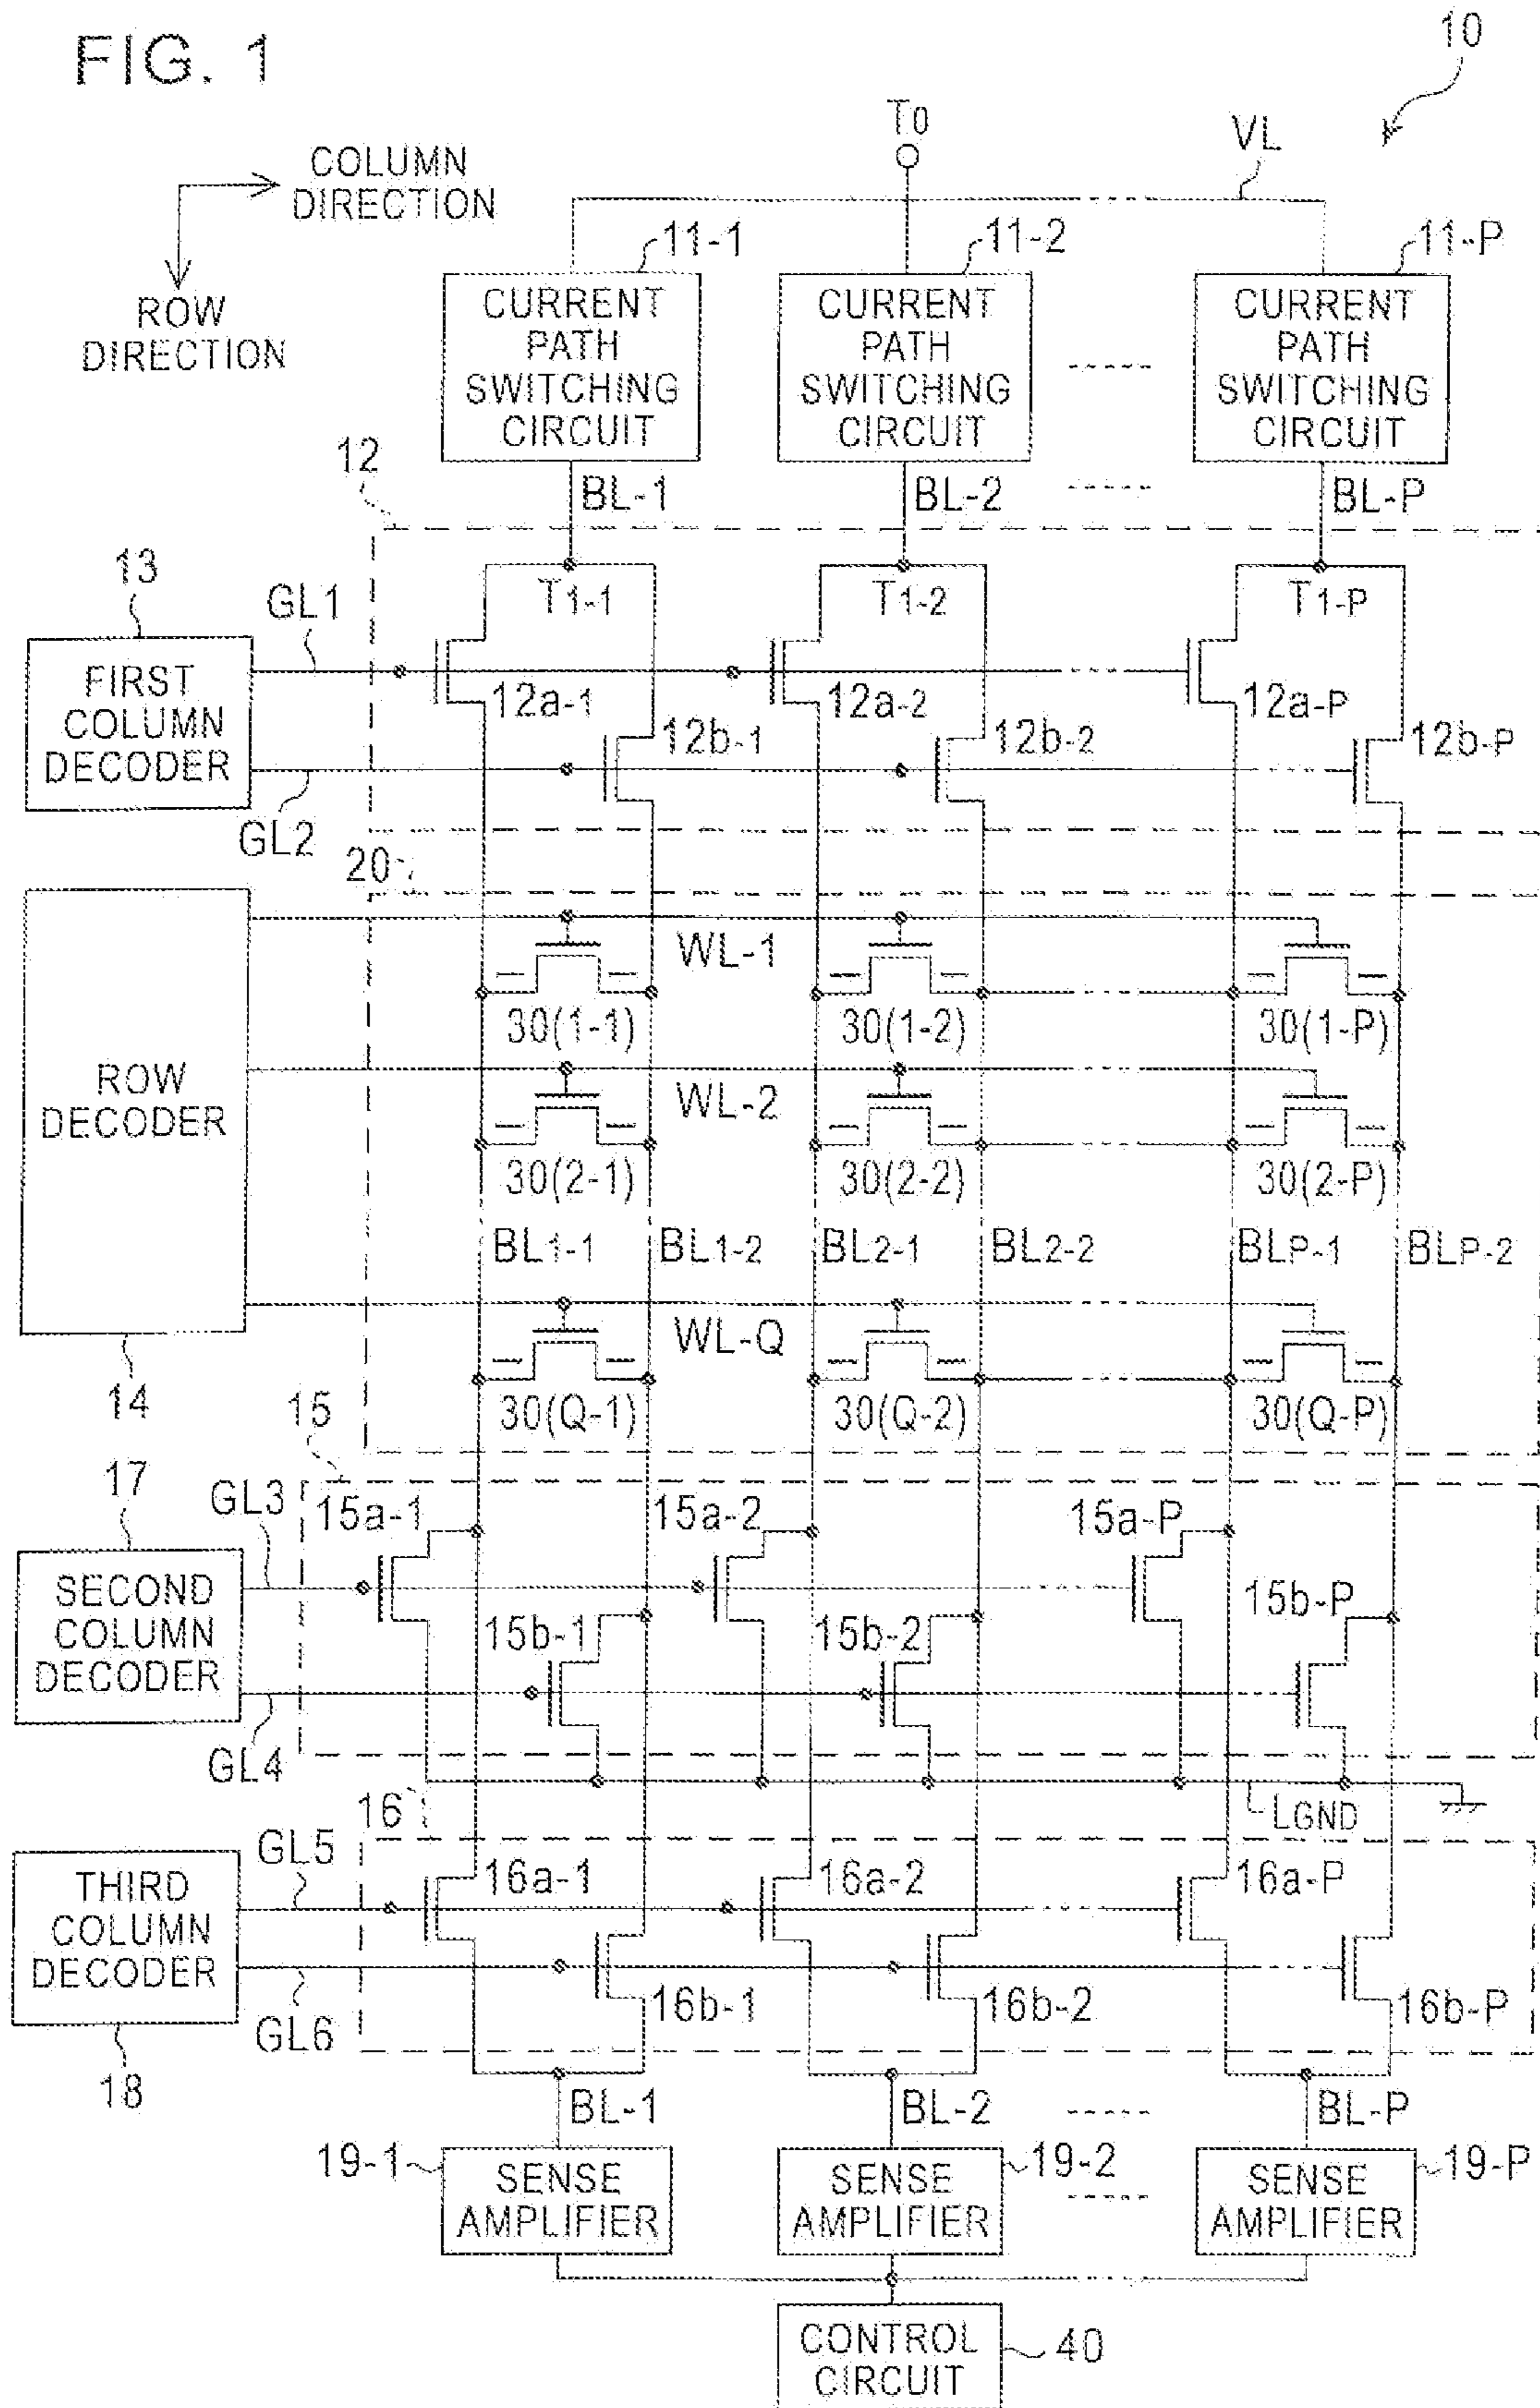 FIG. 1
10
T0
VL
COLUMN
DIRECTION
ROW
DIRECTION
11-1
11-2
11-P
CURRENT
PATH
SWITCHING
CIRCUIT
CURRENT
PATH
SWITCHING
CIRCUIT
CURRENT
PATH
SWITCHING
CIRCUIT
12
BL-1
BL-2
BL-P
13
GL1
T1-1
T1-2
T1-P
FIRST
COLUMN
DECODER
12a-1
12a-2
12a-P
12b-1
12b-2
12b-P
GL2
20
WL-1
30(1-1)
30(1-2)
30(1-P)
ROW
DECODER
WL-2
30(2-1)
30(2-2)
30(2-P)
BL1-1
BL1-2
BL2-1
BL2-2
BLP-1
BLP-2
WL-Q
14
15
30(Q-1)
30(Q-2)
30(Q-P)
17
GL3
15a-1
15a-2
15a-P
SECOND
COLUMN
DECODER
15b-1
15b-2
15b-P
GL4
16
LGND
GL5
16a-1
16a-2
16a-P
THIRD
COLUMN
DECODER
16b-1
16b-2
16b-P
GL6
18
BL-1
BL-2
BL-P
19-1
19-2
19-P
SENSE
AMPLIFIER
SENSE
AMPLIFIER
SENSE
AMPLIFIER
CONTROL
CIRCUIT
40